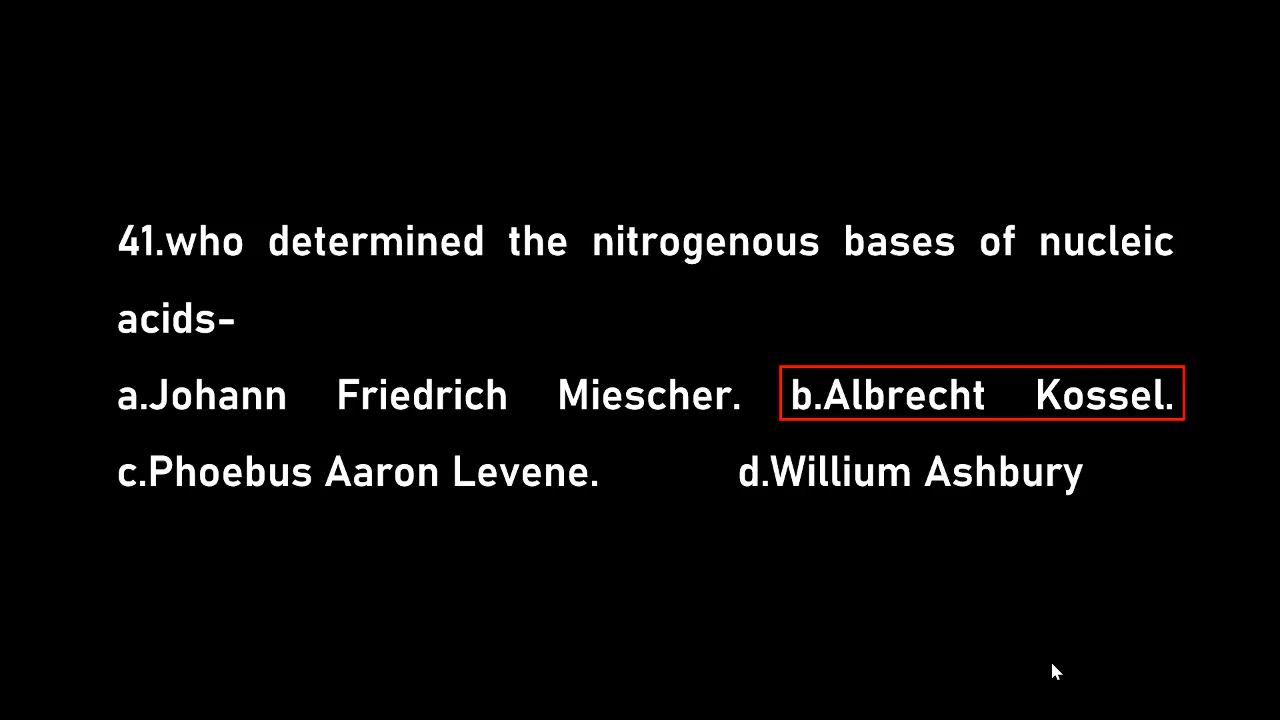 41.who determined the nitrogenous bases of nucleic
acids-
a.Johann Friedrich Miescher. b.Albrecht Kossel.
c.Phoebus Aaron Levene. d.Willium Ashbury